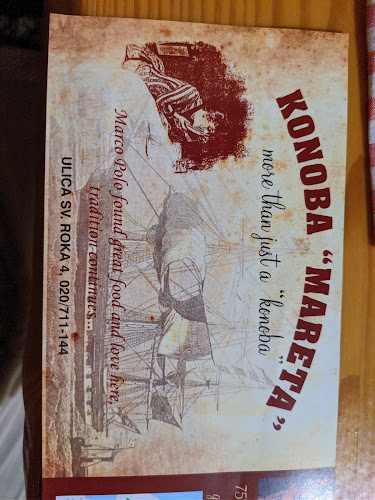 KONOBA “MARETA”
more than just a “konoba”
Marco Polo found great food and love here,
tradition continues...
ULICA SV. ROKA 4, 020/711-144
75